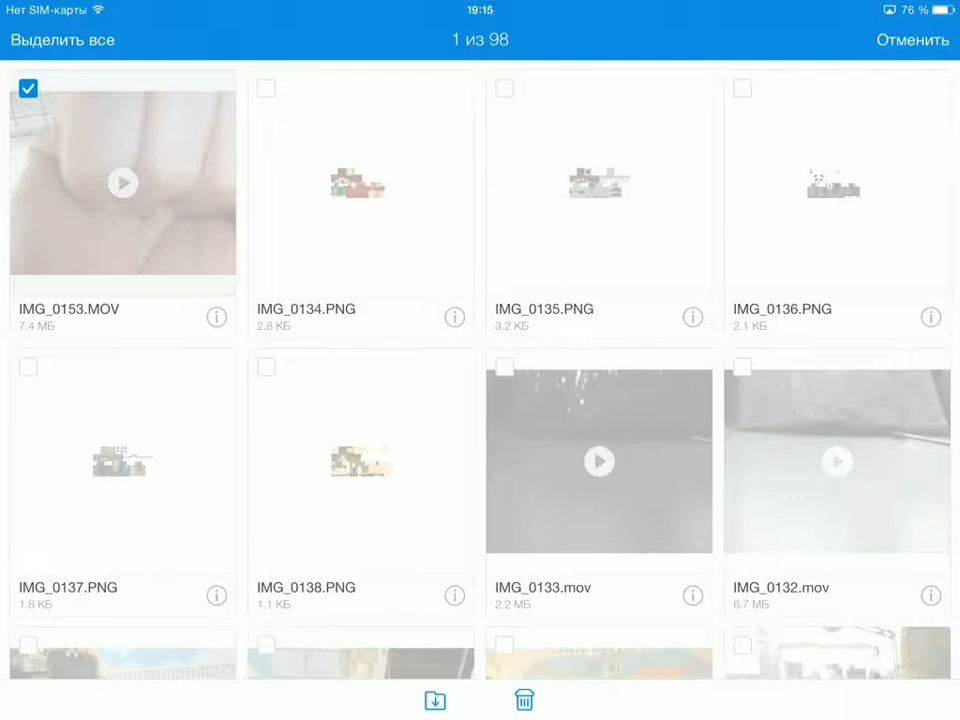 Нет SIM-карты 19:15 76 %
Выделить все 1 из 98 Отменить
IMG_0153.MOV IMG_0134.PNG IMG_0135.PNG IMG_0136.PNG
7.4 МБ 2.8 КБ 3.2 КБ 2.1 КБ
IMG_0137.PNG IMG_0138.PNG IMG_0133.mov IMG_0132.mov
1.8 КБ 1.1 КБ 2.2 МБ 6.7 МБ